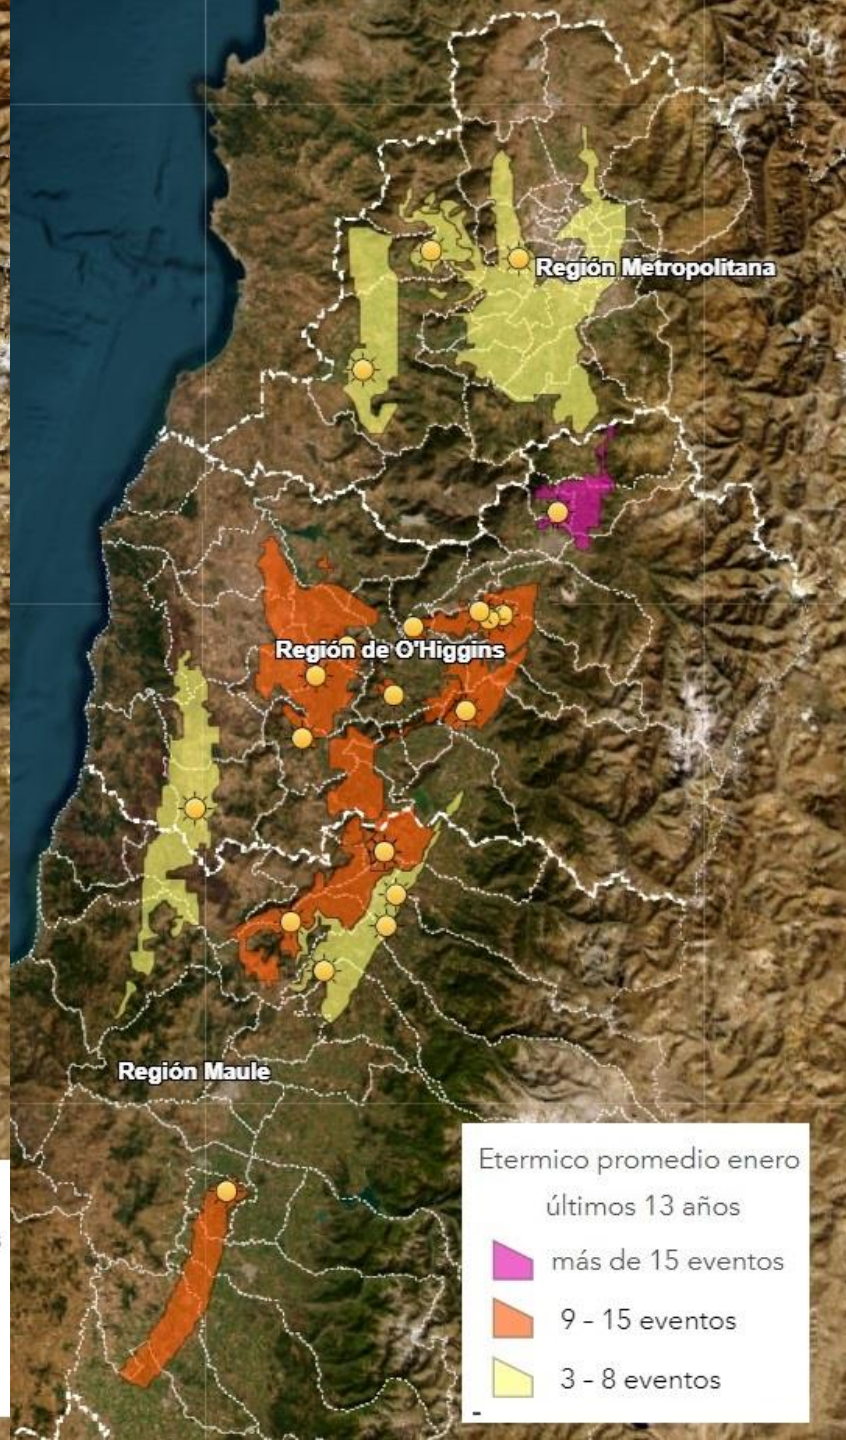 Región Metropolitana
Región de O'Higgins
Región Maule
Etermico promedio enero
últimos 13 años
más de 15 eventos
9 - 15 eventos
3 - 8 eventos